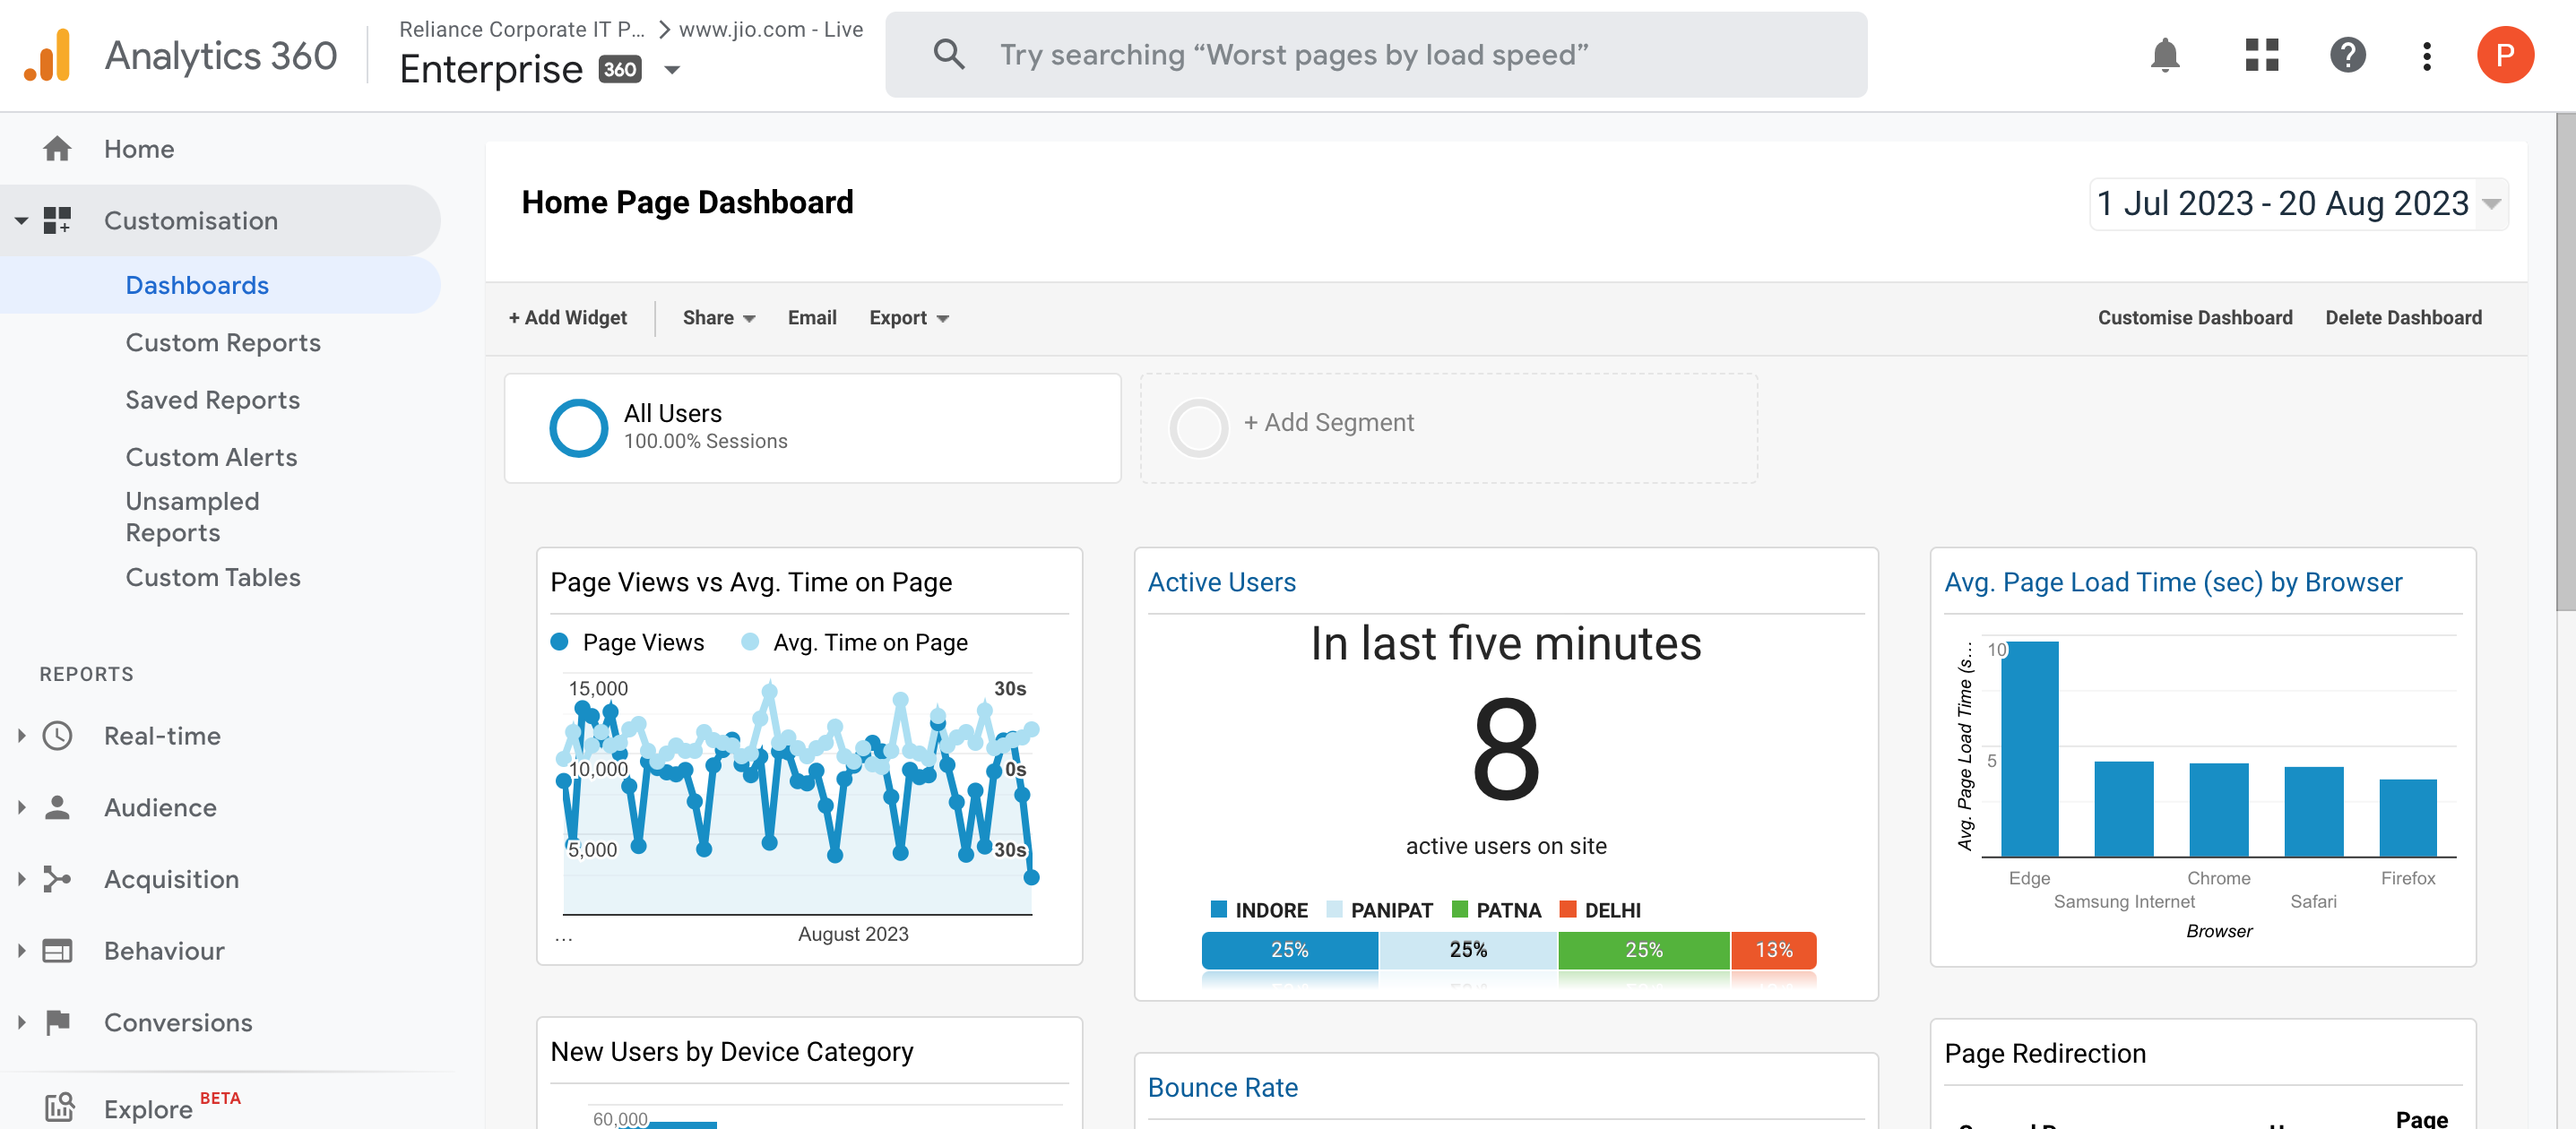 Analytics 360
Reliance Corporate IT P... > www.jio.com - Live
Enterprise 360
Try searching “Worst pages by load speed”
P
Home
Customisation
Dashboards
Custom Reports
Saved Reports
Custom Alerts
Unsampled
Reports
Custom Tables
REPORTS
Real-time
Audience
Acquisition
Behaviour
Conversions
Explore BETA
Home Page Dashboard
1 Jul 2023 - 20 Aug 2023
+ Add Widget
Share
Email
Export
Customise Dashboard
Delete Dashboard
All Users
100.00% Sessions
+ Add Segment
Page Views vs Avg. Time on Page
Page Views
Avg. Time on Page
15,000
30s
10,000
0s
5,000
30s
...
August 2023
New Users by Device Category
60,000
Active Users
In last five minutes
8
active users on site
INDORE PANIPAT PATNA DELHI
25% 25% 25% 13%
Bounce Rate
Avg. Page Load Time (sec) by Browser
Avg. Page Load Time (s...
10
5
Edge Chrome Firefox
Samsung Internet Safari
Browser
Page Redirection
Page